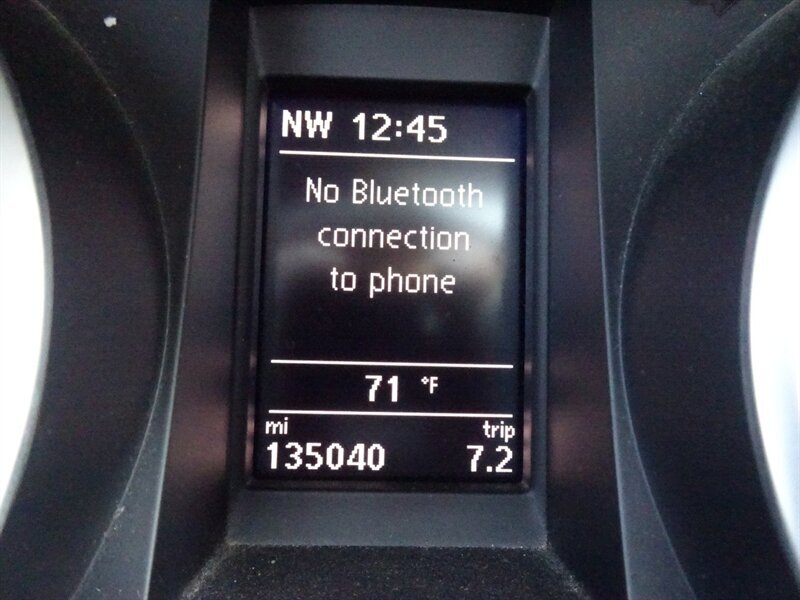 NW 12:45
No Bluetooth
connection
to phone
71 °F
mi trip
135040 7.2